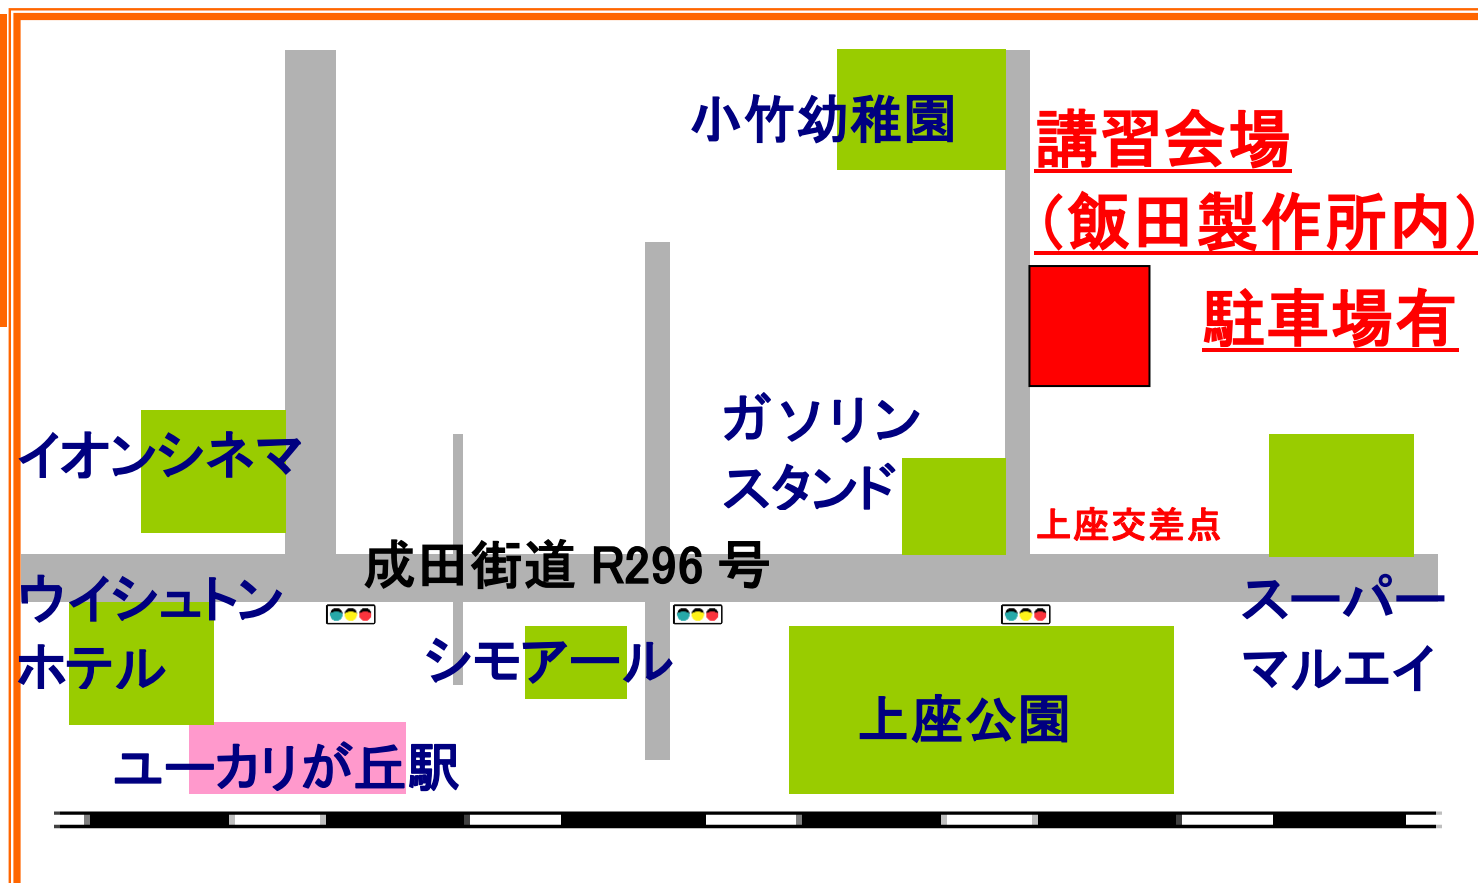 小竹幼稚園
講習会場
（飯田製作所内）
駐車場有
ガソリン
スタンド
イオンシネマ
上座交差点
成田街道 R296 号
ウイシュトン
ホテル
シモアール
スーパー
マルエイ
上座公園
ユーカリが丘駅